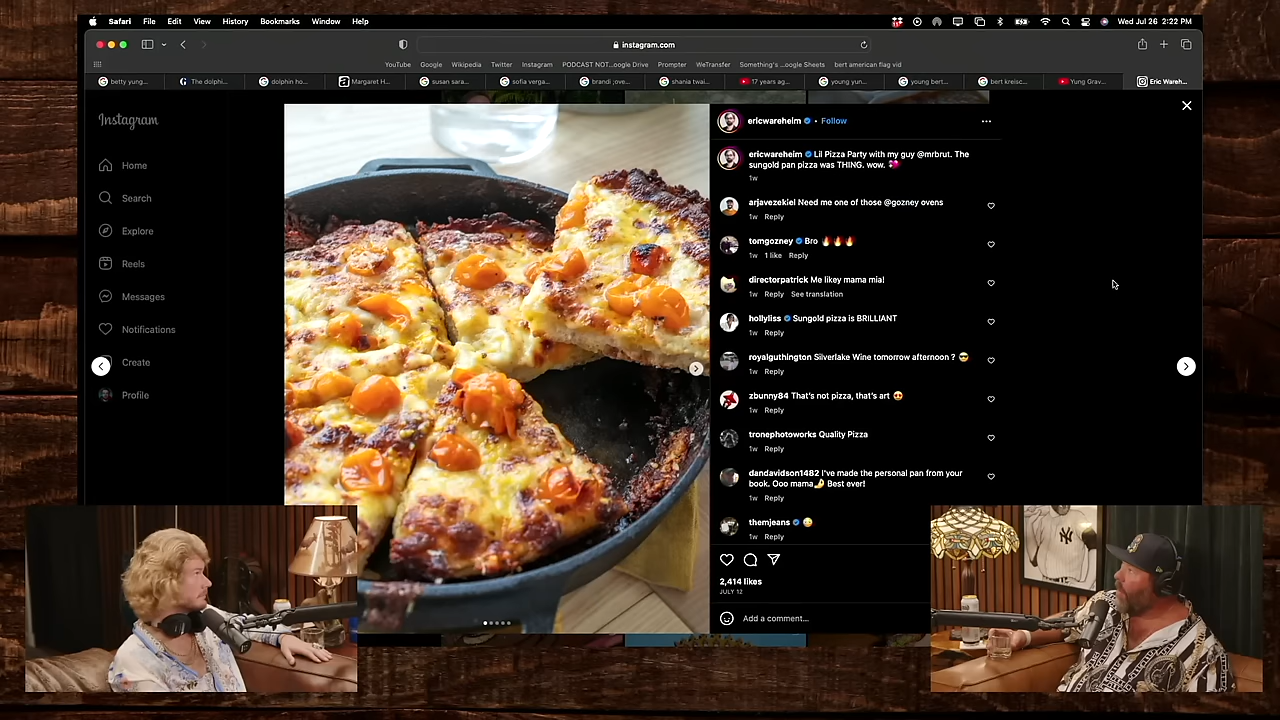 Safari File Edit View History Bookmarks Window Help
Wed Jul 26 2:22 PM
instagram.com
YouTube Google Wikipedia Twitter Instagram PODCAST NOT...oogle Drive Prompter WeTransfer Something's ...oogle Sheets bert american flag vid
betty yung... The dolphi... dolphin ho... Margaret H... susan sara... sofia verga... brandi ;ove... shania twai... 17 years ag... young yun... young bert... bert kreisc... Yung Grav... Eric Wareh...
Instagram
Home
Search
Explore
Reels
Messages
Notifications
Create
Profile
ericwareheim • Follow
ericwareheim Lil Pizza Party with my guy @mrbrut. The
sungold pan pizza was THING. wow. 💝
1w
arjavezekiel Need me one of those @gozney ovens
1w Reply
tomgozney Bro 🔥🔥🔥
1w 1 like Reply
directorpatrick Me likey mama mia!
1w Reply See translation
hollyliss Sungold pizza is BRILLIANT
1w Reply
royalguthington Silverlake Wine tomorrow afternoon ? 😎
1w Reply
zbunny84 That's not pizza, that's art 😍
1w Reply
tronephotoworks Quality Pizza
1w Reply
dandavidson1482 I've made the personal pan from your
book. Ooo mama🤌 Best ever!
1w Reply
themjeans
1w Reply
2,414 likes
JULY 12
Add a comment...